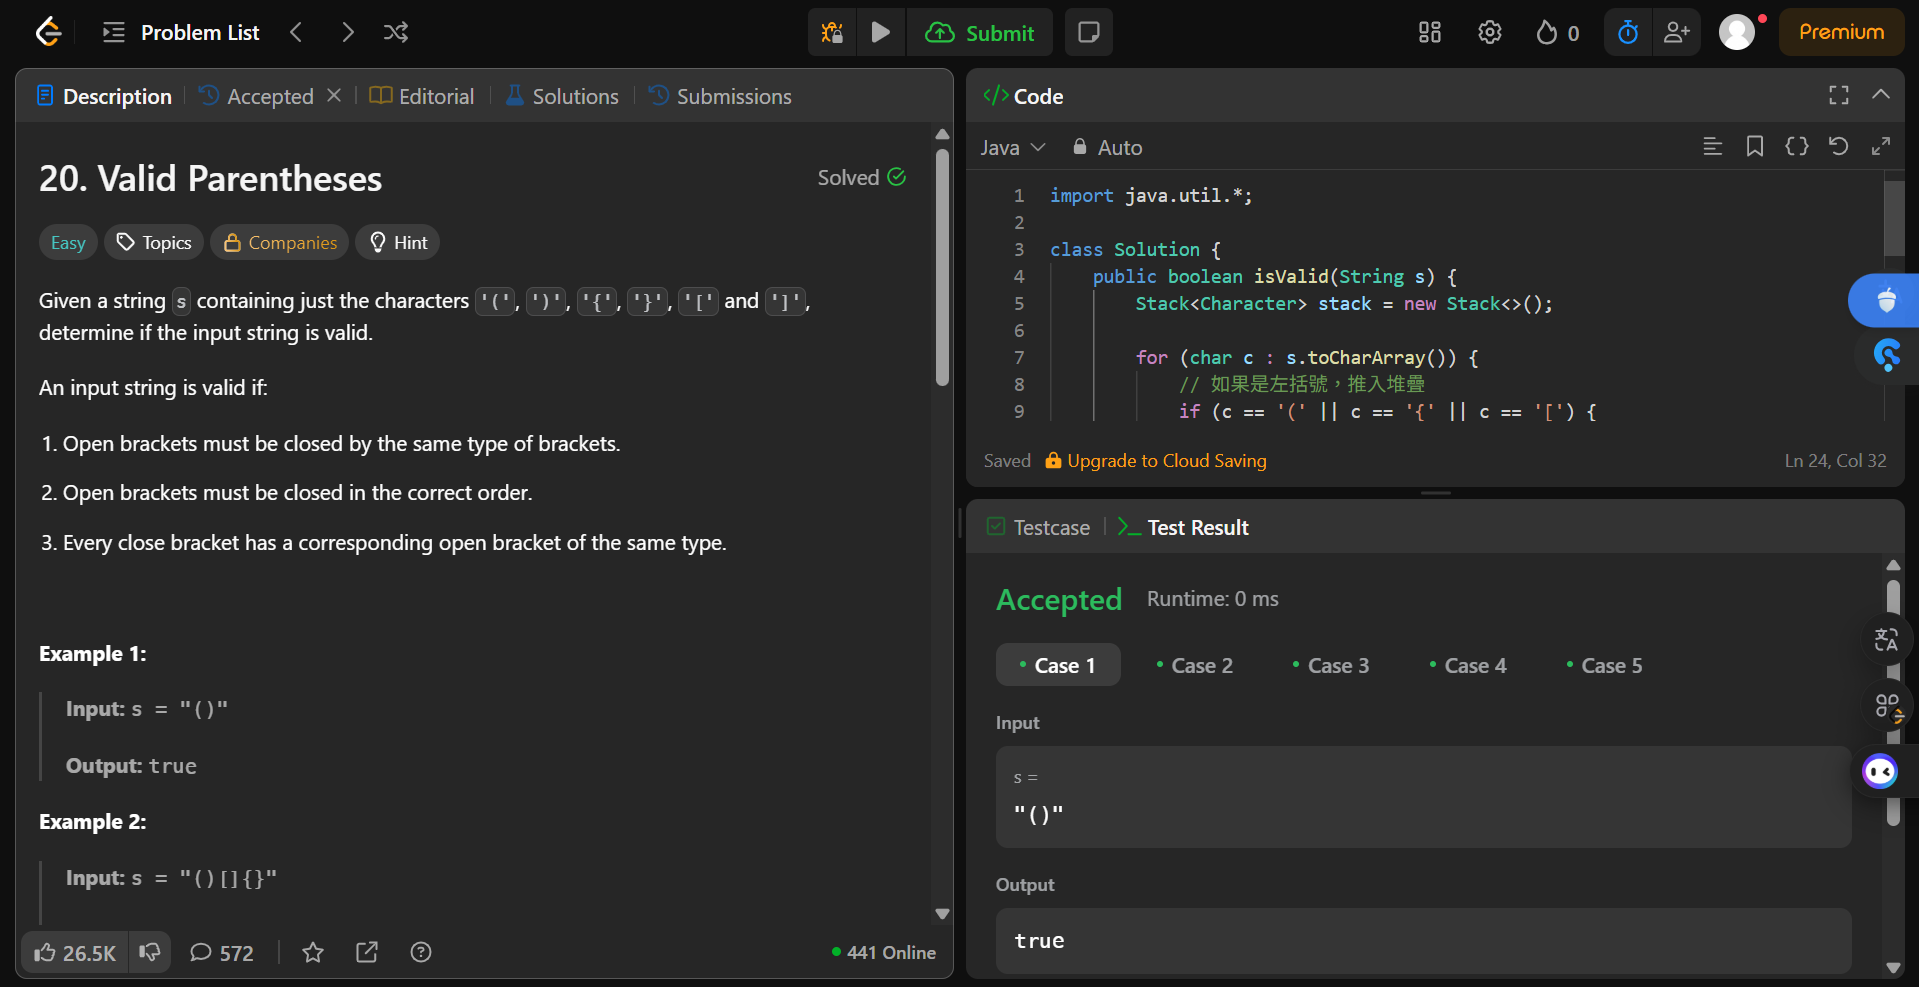 Problem List
Submit
0
Premium
Description
Accepted
Editorial
Solutions
Submissions
20. Valid Parentheses
Solved
Easy
Topics
Companies
Hint
Given a string s containing just the characters '(', ')', '{', '}', '[' and ']',
determine if the input string is valid.
An input string is valid if:
1. Open brackets must be closed by the same type of brackets.
2. Open brackets must be closed in the correct order.
3. Every close bracket has a corresponding open bracket of the same type.
Example 1:
Input: s = "()"
Output: true
Example 2:
Input: s = "()[]{}"
26.5K
572
441 Online
</> Code
Java
Auto
1 import java.util.*;
2
3 class Solution {
4 public boolean isValid(String s) {
5 Stack<Character> stack = new Stack<>();
6
7 for (char c : s.toCharArray()) {
8 // 如果是左括號，推入堆疊
9 if (c == '(' || c == '{' || c == '[') {
Saved
Upgrade to Cloud Saving
Ln 24, Col 32
Testcase
>_ Test Result
Accepted
Runtime: 0 ms
• Case 1
• Case 2
• Case 3
• Case 4
• Case 5
Input
s =
"()"
Output
true